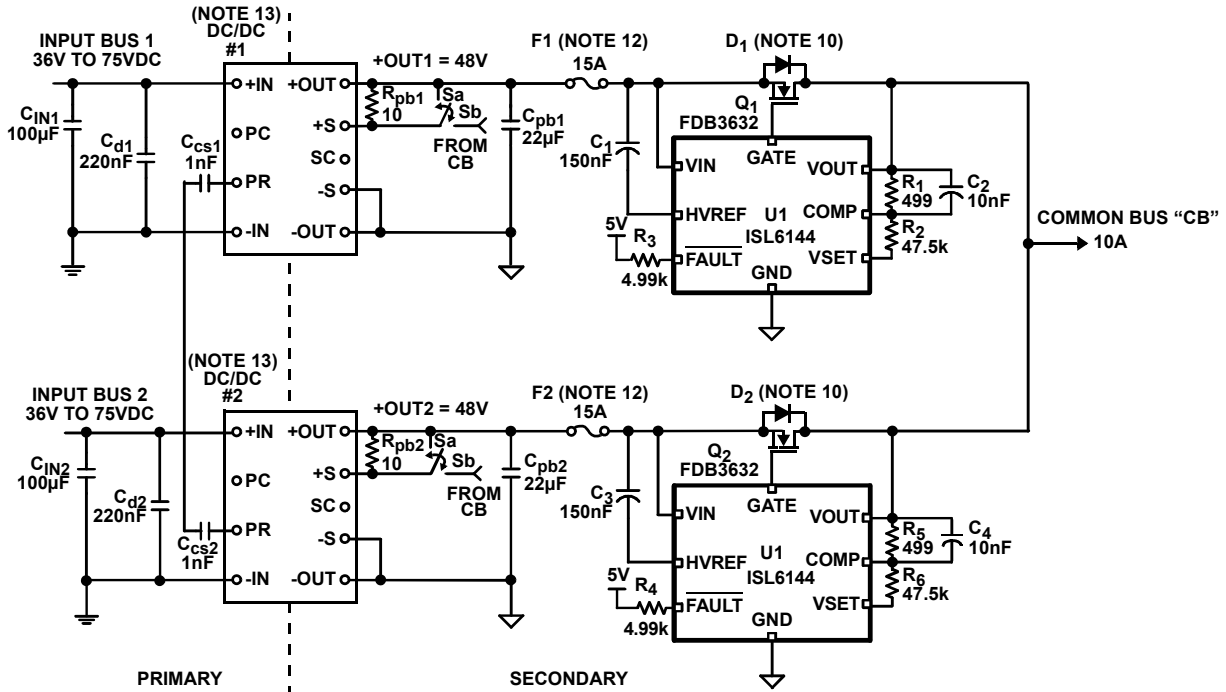 (NOTE 13)
DC/DC
#1
INPUT BUS 1
36V TO 75VDC
+OUT1 = 48V
F1 (NOTE 12)
15A
D1 (NOTE 10)
+IN
+OUT
Rpb1
10
Sa
Sb
+S
FROM
CB
Cpb1
22µF
CIN1
100µF
Cd1
220nF
Ccs1
1nF
PC
SC
PR
-S
-IN
-OUT
Q1
FDB3632
C1
150nF
GATE
VIN
VOUT
HVREF
U1
ISL6144
COMP
FAULT
VSET
GND
R1
499
C2
10nF
R2
47.5k
5V
R3
4.99k
COMMON BUS “CB”
10A
(NOTE 13)
DC/DC
#2
INPUT BUS 2
36V TO 75VDC
+OUT2 = 48V
F2 (NOTE 12)
15A
D2 (NOTE 10)
+IN
+OUT
Rpb2
10
Sa
Sb
+S
FROM
CB
Cpb2
22µF
CIN2
100µF
Cd2
220nF
Ccs2
1nF
PC
SC
PR
-S
-IN
-OUT
Q2
FDB3632
C3
150nF
GATE
VIN
VOUT
HVREF
U1
ISL6144
COMP
FAULT
VSET
GND
R5
499
C4
10nF
R6
47.5k
5V
R4
4.99k
PRIMARY
SECONDARY